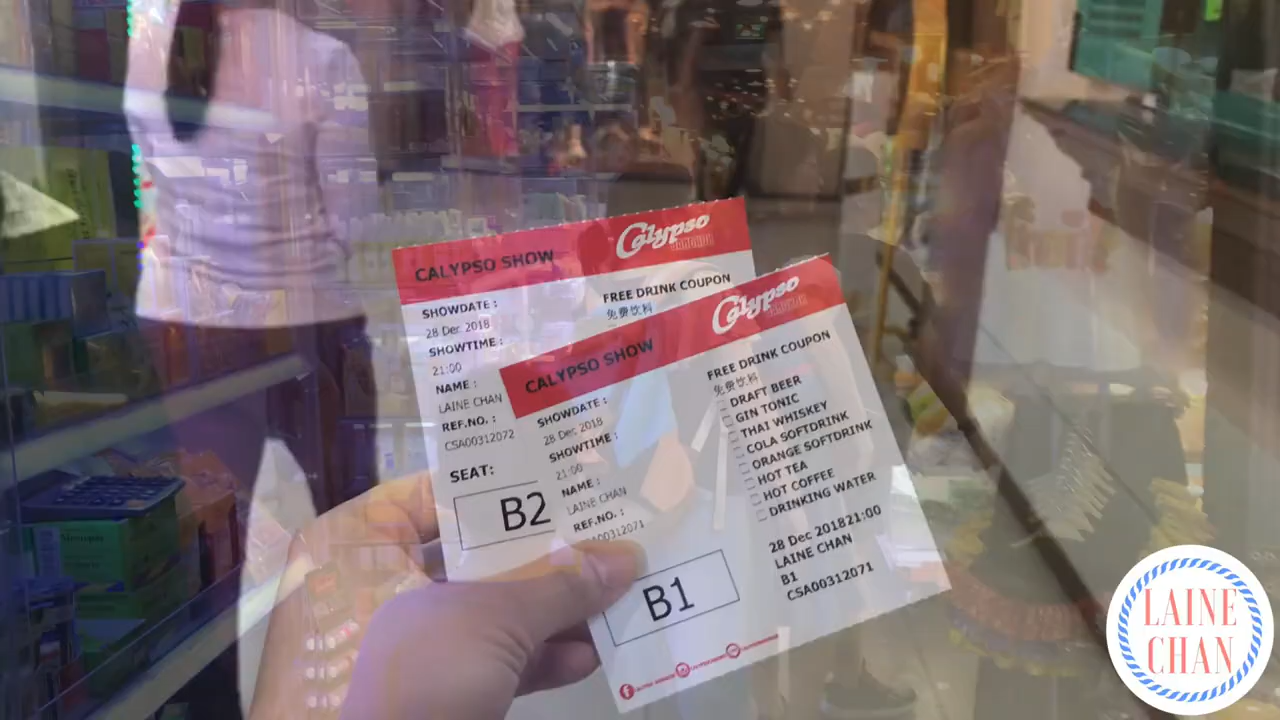 CALYPSO SHOW
Calypso
BANGKOK
SHOWDATE :
28 Dec 2018
SHOWTIME :
21:00
NAME :
LAINE CHAN
REF.NO. :
CSA00312072
SEAT:
B2
FREE DRINK COUPON
免费饮料
CALYPSO SHOW
Calypso
BANGKOK
SHOWDATE :
28 Dec 2018
SHOWTIME :
21:00
NAME :
LAINE CHAN
REF.NO. :
A00312071
B1
FREE DRINK COUPON
免费饮料
DRAFT BEER
GIN TONIC
THAI WHISKEY
COLA SOFTDRINK
ORANGE SOFTDRINK
HOT TEA
HOT COFFEE
DRINKING WATER
28 Dec 201821:00
LAINE CHAN
B1
CSA00312071
LAINE
CHAN